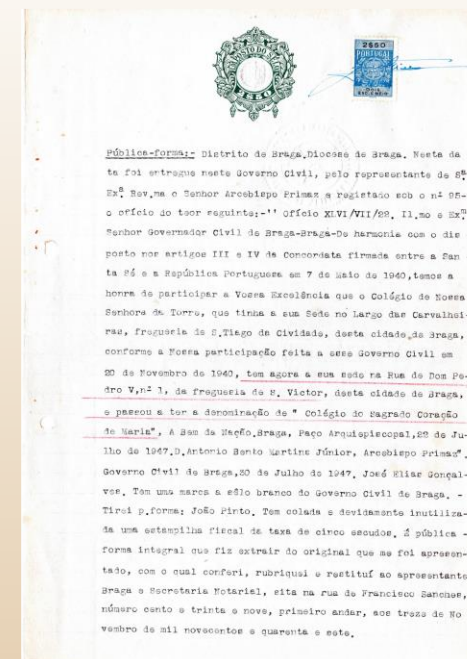 IMPOSTO DO SELO
2$50
2$50
PORTUGAL
Pública-forma:- Distrito de Braga.Diocese de Braga. Nesta da
ta foi entregue neste Governo Civil, pelo representante de Sª
Exª Rev.ma o Senhor Arcebispo Primaz e registado sob o nº 95-
o ofício do teor seguinte:-'' Ofício XLVI/VII/22, Il.mo e Exº
Senhor Governador Civil de Braga-Braga-De harmonia com o dis
posto nos artigos III e IV da Concordata firmada entre a San
ta Sé e a República Portuguesa em 7 de Maio de 1940,temos a
honra de participar a Vossa Excelência que o Colégio de Nossa
Senhora da Torre, que tinha a sua Sede no Largo das Carvalhei-
ras, freguesia de S.Tiago da Cividade, desta cidade,de Braga,
conforme a Nossa participação feita a esse Governo Civil em
20 de Novembro de 1940, tem agora a sua sede na Rua de Dom Pe-
dro V,nº 1, da freguesia de S. Victor, desta cidade de Braga,
e passou a ter a denominação de " Colégio do Sagrado Coração
de Maria", A Bem da Nação.Braga, Paço Arquiepiscopal,22 de Ju-
lho de 1947.D.Antonio Bento Martins Júnior, Arcebispo Primaz".
Governo Civil de Braga,30 de Julho de 1947. José Elias Gonçal-
ves. Tem uma marca a sêlo branco do Governo Civil de Braga. -
Tirei p.forma: João Pinto. Tem colada e devidamente inutiliza-
da uma estampilha fiscal da taxa de cinco escudos. É pública -
forma integral que fiz extrair do original que me foi apresen-
tado, com o qual conferi, rubriquei e restituí ao apresentante
Braga e Secretaria Notarial, sita na rua de Francisco Sanches,
número cento e trinta e nove, primeiro andar, aos treze de No
vembro de mil novecentos e quarenta e sete.